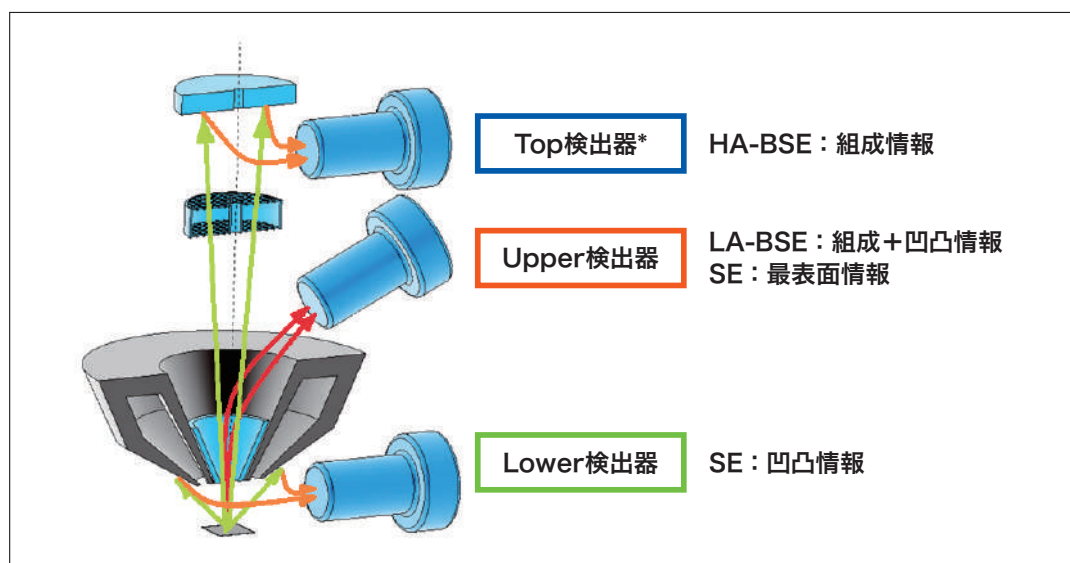 Top検出器*
HA-BSE：組成情報
Upper検出器
LA-BSE：組成＋凹凸情報
SE：最表面情報
Lower検出器
SE：凹凸情報